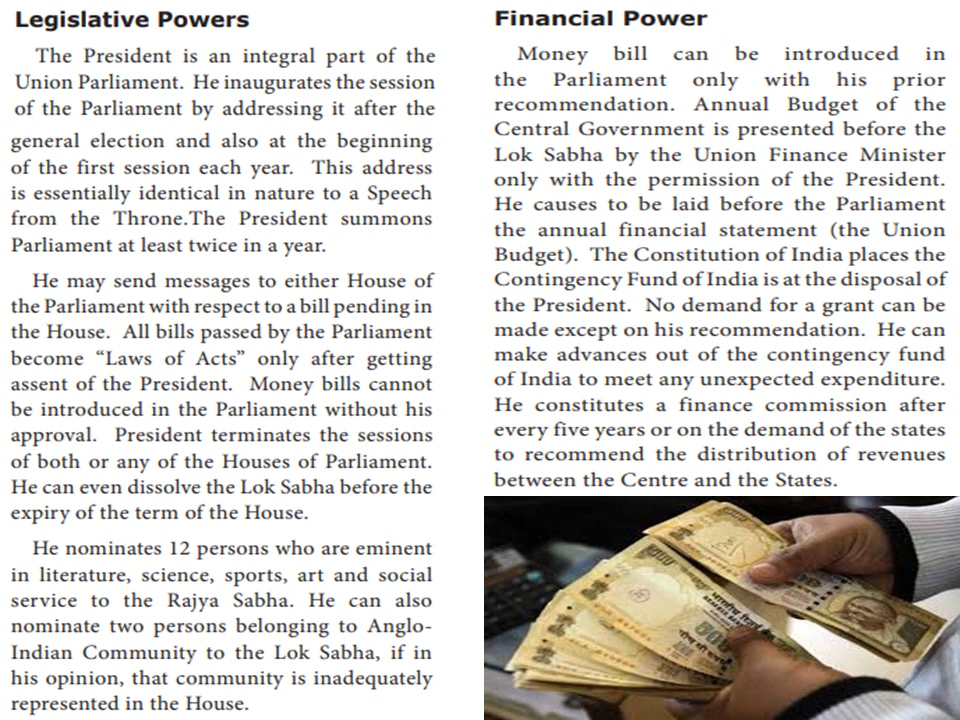 Legislative Powers
The President is an integral part of the
Union Parliament. He inaugurates the session
of the Parliament by addressing it after the
general election and also at the beginning
of the first session each year. This address
is essentially identical in nature to a Speech
from the Throne.The President summons
Parliament at least twice in a year.
He may send messages to either House of
the Parliament with respect to a bill pending in
the House. All bills passed by the Parliament
become “Laws of Acts” only after getting
assent of the President. Money bills cannot
be introduced in the Parliament without his
approval. President terminates the sessions
of both or any of the Houses of Parliament.
He can even dissolve the Lok Sabha before the
expiry of the term of the House.
He nominates 12 persons who are eminent
in literature, science, sports, art and social
service to the Rajya Sabha. He can also
nominate two persons belonging to Anglo-
Indian Community to the Lok Sabha, if in
his opinion, that community is inadequately
represented in the House.
Financial Power
Money bill can be introduced in
the Parliament only with his prior
recommendation. Annual Budget of the
Central Government is presented before the
Lok Sabha by the Union Finance Minister
only with the permission of the President.
He causes to be laid before the Parliament
the annual financial statement (the Union
Budget). The Constitution of India places the
Contingency Fund of India is at the disposal of
the President. No demand for a grant can be
made except on his recommendation. He can
make advances out of the contingency fund
of India to meet any unexpected expenditure.
He constitutes a finance commission after
every five years or on the demand of the states
to recommend the distribution of revenues
between the Centre and the States.